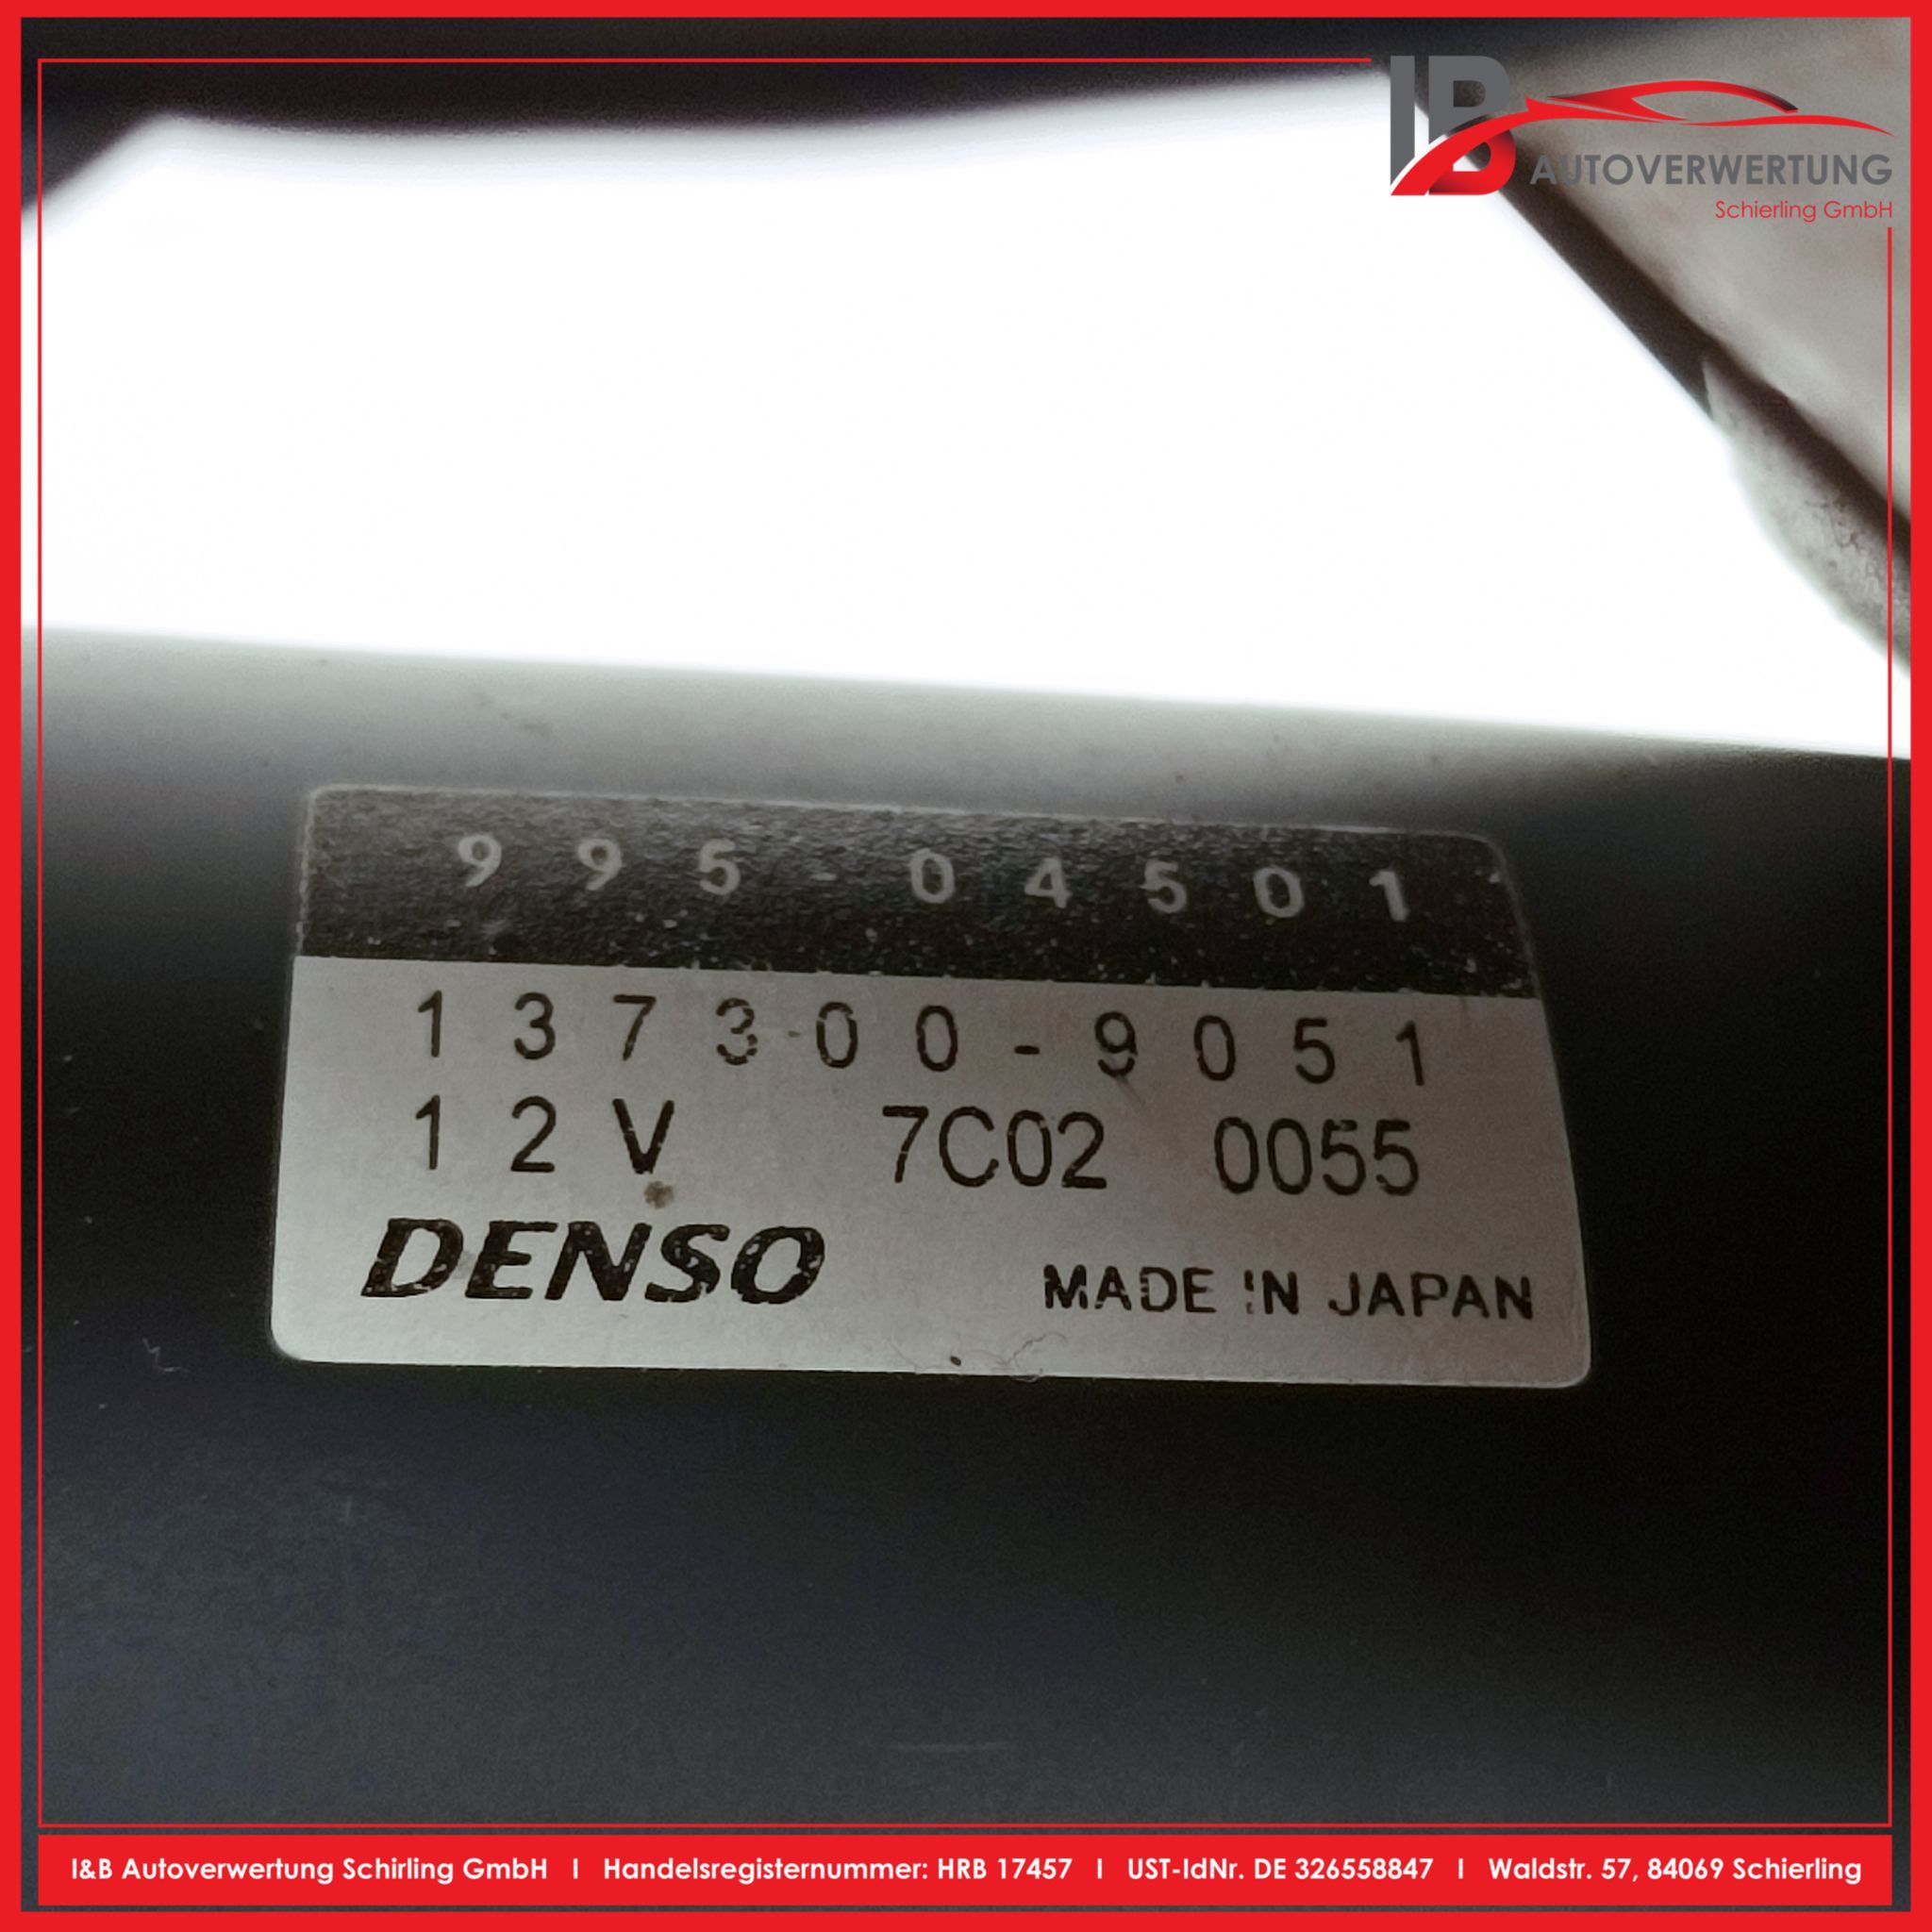 IB
AUTOVERWERTUNG
Schierling GmbH
995-04501
137300-9051
12V 7C02 0055
DENSO MADE IN JAPAN
I&B Autoverwertung Schirling GmbH I Handelsregisternummer: HRB 17457 I UST-IdNr. DE 326558847 I Waldstr. 57, 84069 Schierling